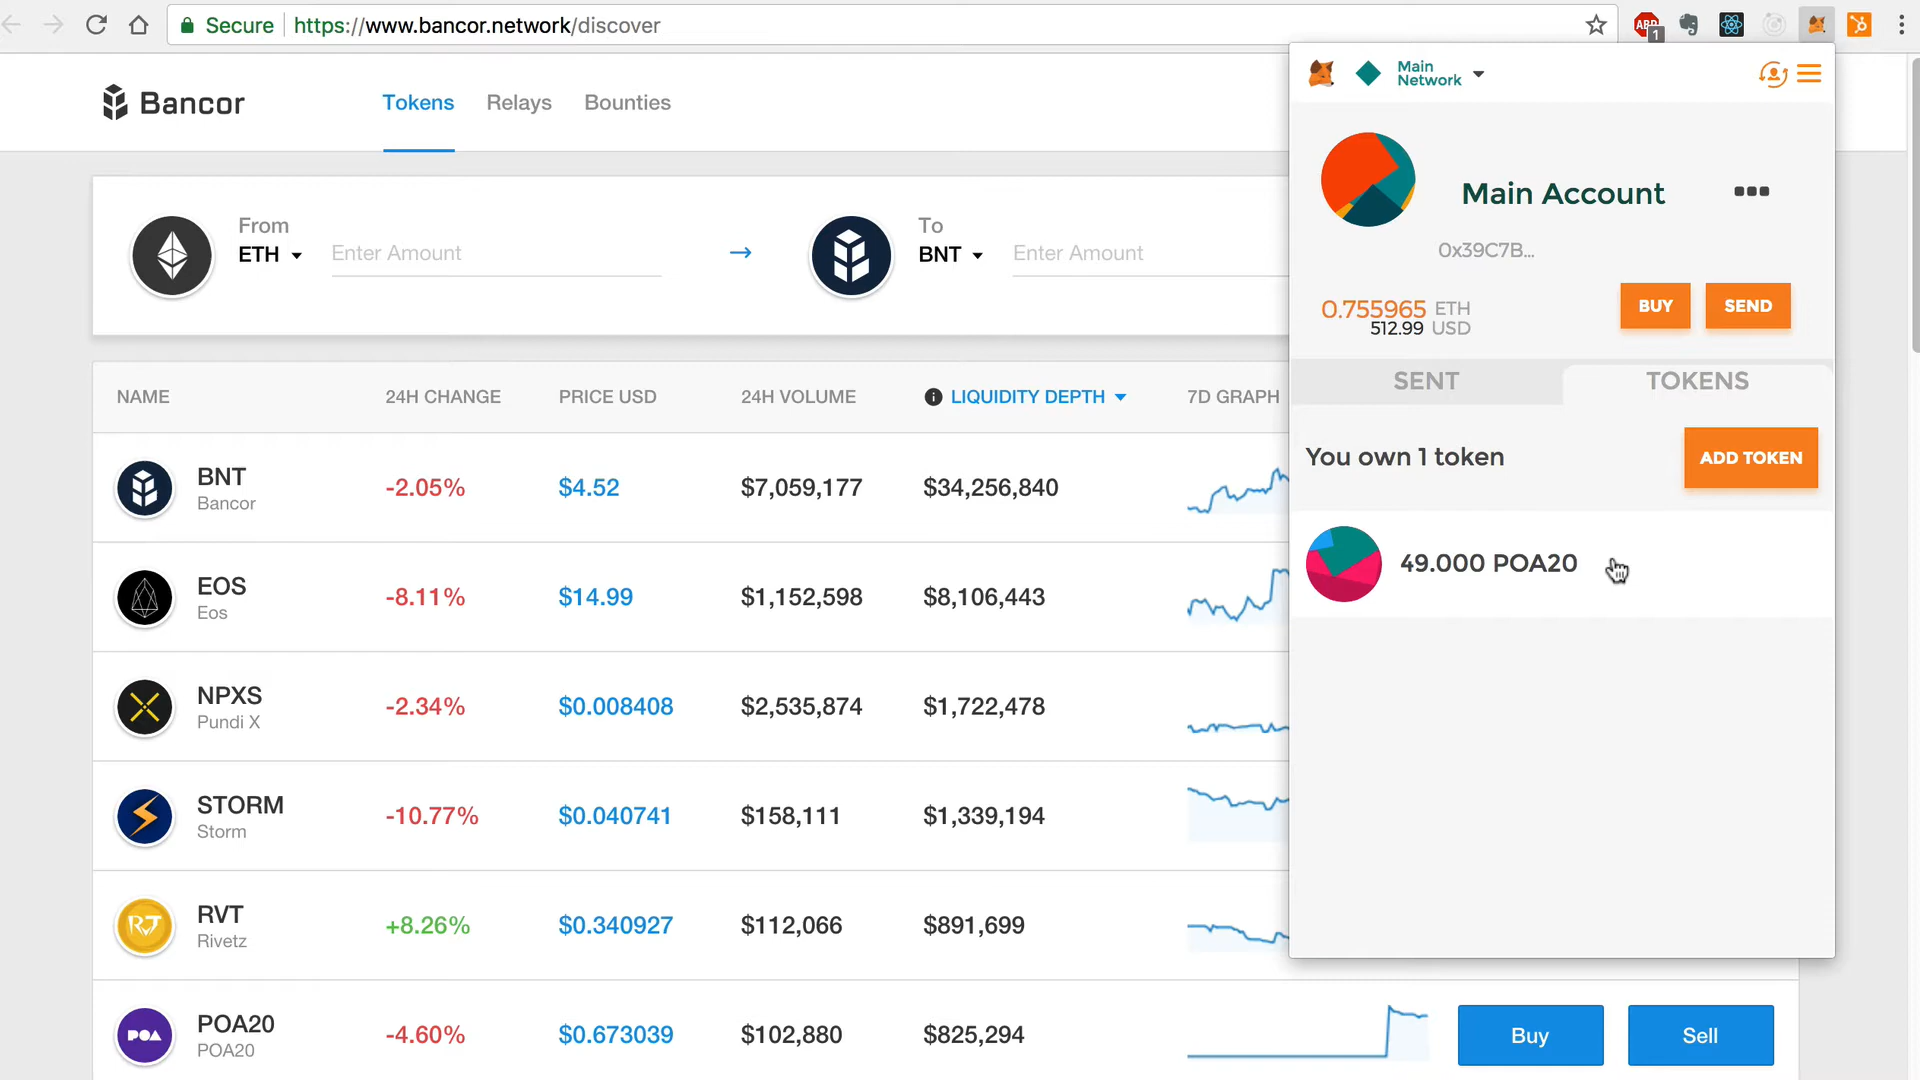 Secure https://www.bancor.network/discover
ABP
1
Bancor Tokens Relays Bounties
Main
Network
From
ETH Enter Amount
To
BNT Enter Amount
Main Account
0x39C7B...
0.755965 ETH
512.99 USD
BUY SEND
SENT TOKENS
You own 1 token
ADD TOKEN
49.000 POA20
NAME 24H CHANGE PRICE USD 24H VOLUME i LIQUIDITY DEPTH 7D GRAPH
BNT
Bancor
-2.05% $4.52 $7,059,177 $34,256,840
EOS
Eos
-8.11% $14.99 $1,152,598 $8,106,443
NPXS
Pundi X
-2.34% $0.008408 $2,535,874 $1,722,478
STORM
Storm
-10.77% $0.040741 $158,111 $1,339,194
RVT
Rivetz
+8.26% $0.340927 $112,066 $891,699
POA
POA20
POA20
-4.60% $0.673039 $102,880 $825,294 Buy Sell